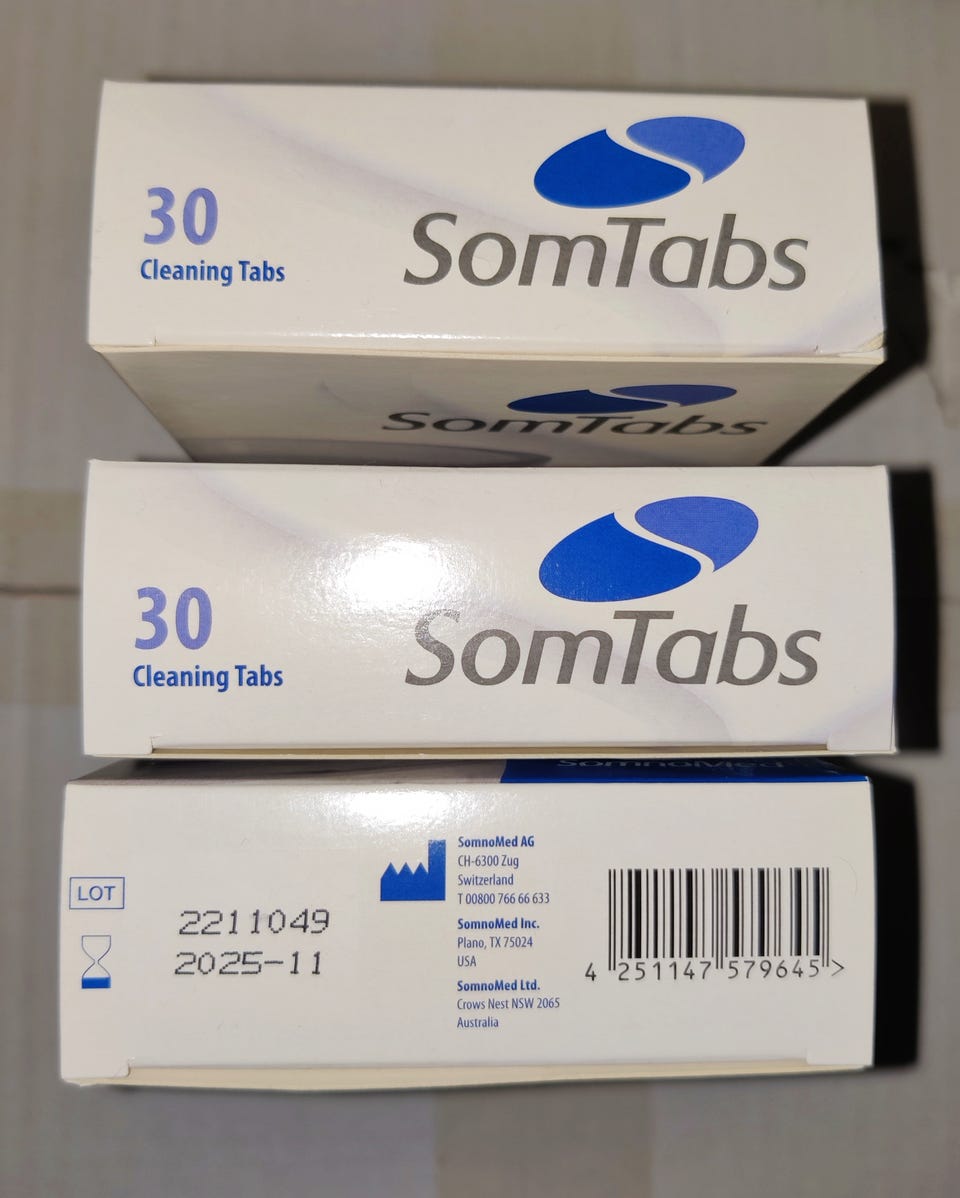 30
Cleaning Tabs
SomTabs
SomTabs
30
Cleaning Tabs
SomTabs
SomnoMed
LOT
2211049
2025-11
SomnoMed AG
CH-6300 Zug
Switzerland
T 00800 766 66 633
SomnoMed Inc.
Plano, TX 75024
USA
SomnoMed Ltd.
Crows Nest NSW 2065
Australia
4 251147 579645 >